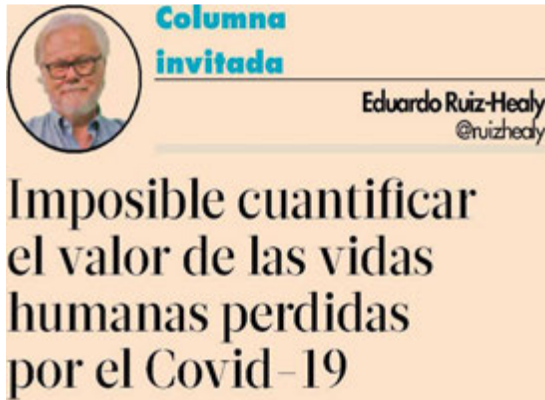 Columna
invitada
Eduardo Ruiz-Healy
@ruizhealy
Imposible cuantificar
el valor de las vidas
humanas perdidas
por el Covid-19